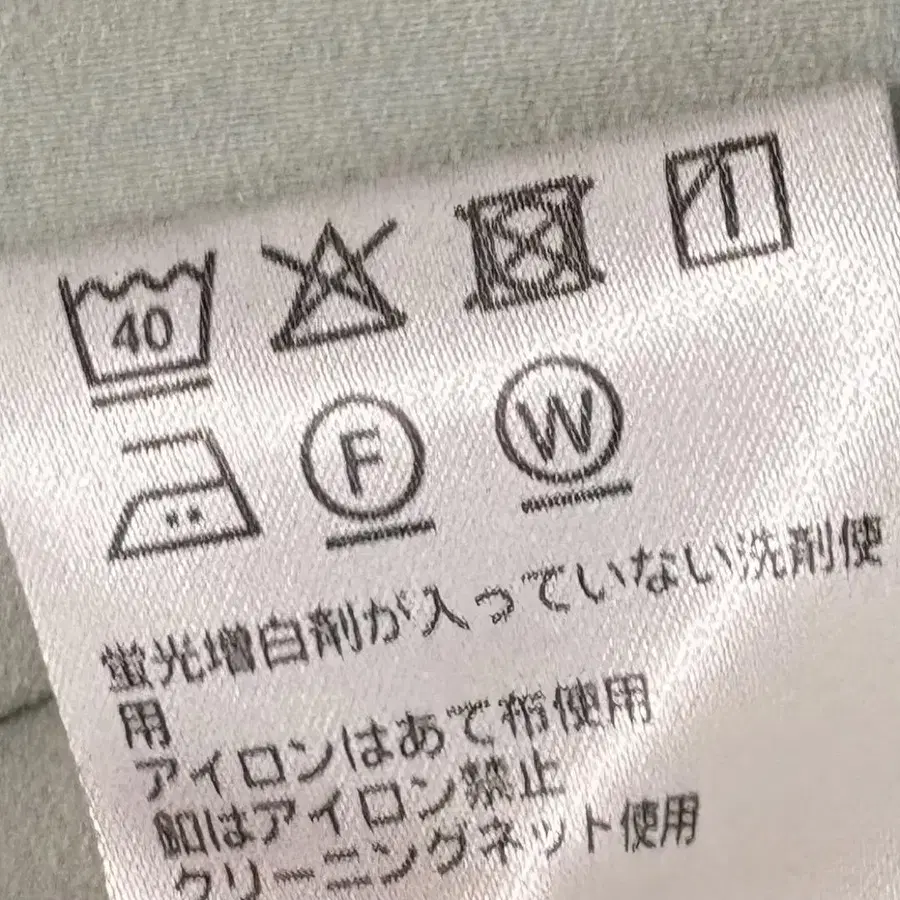 40
F
W
蛍光増白剤が入っていない洗剤使
用
アイロンはあて布使用
釦はアイロン禁止
クリーニングネット使用